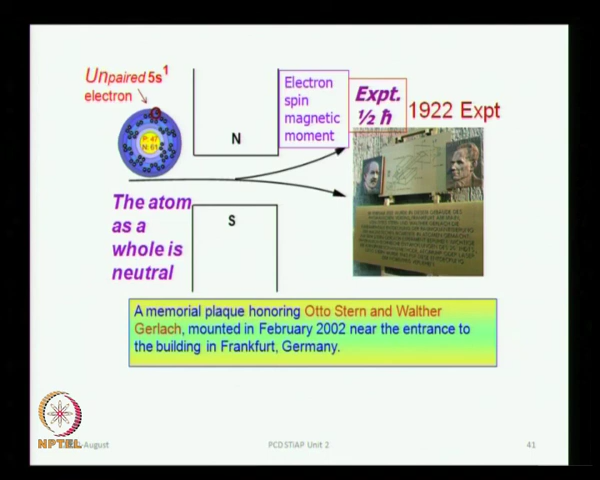 Unpaired 5s1
electron
P: 47
N: 61
N
S
Electron
spin
magnetic
moment
Expt.
½ ħ
1922 Expt
The atom
as a
whole is
neutral
A memorial plaque honoring Otto Stern and Walther
Gerlach, mounted in February 2002 near the entrance to
the building in Frankfurt, Germany.
NPTEL
-August
PCD STIAP Unit 2
41